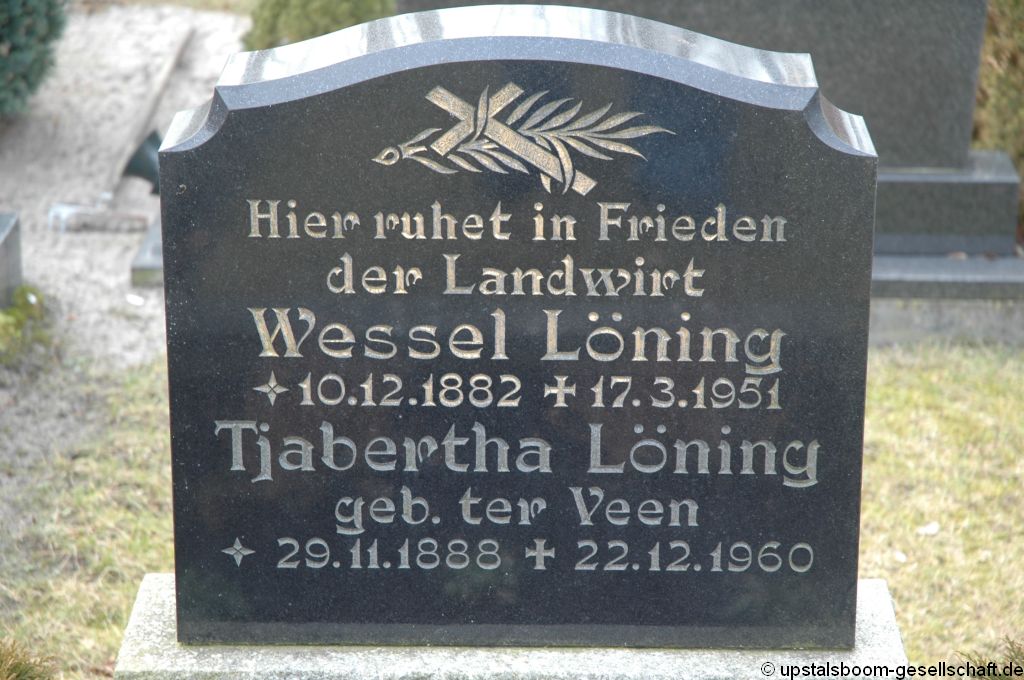 Hier ruhet in Frieden
der Landwirt
Wessel Löning
✧ 10.12.1882 ✠ 17.3.1951
Tjabertha Löning
geb. ter Veen
✧ 29.11.1888 ✠ 22.12.1960
© upstalsboom-gesellschaft.de